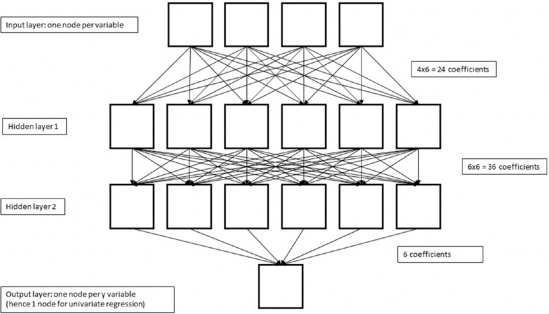 Input layer: one node per variable
4x6 = 24 coefficients
Hidden layer 1
6x6 = 36 coefficients
Hidden layer 2
6 coefficients
Output layer: one node per y variable
(hence 1 node for univariate regression)